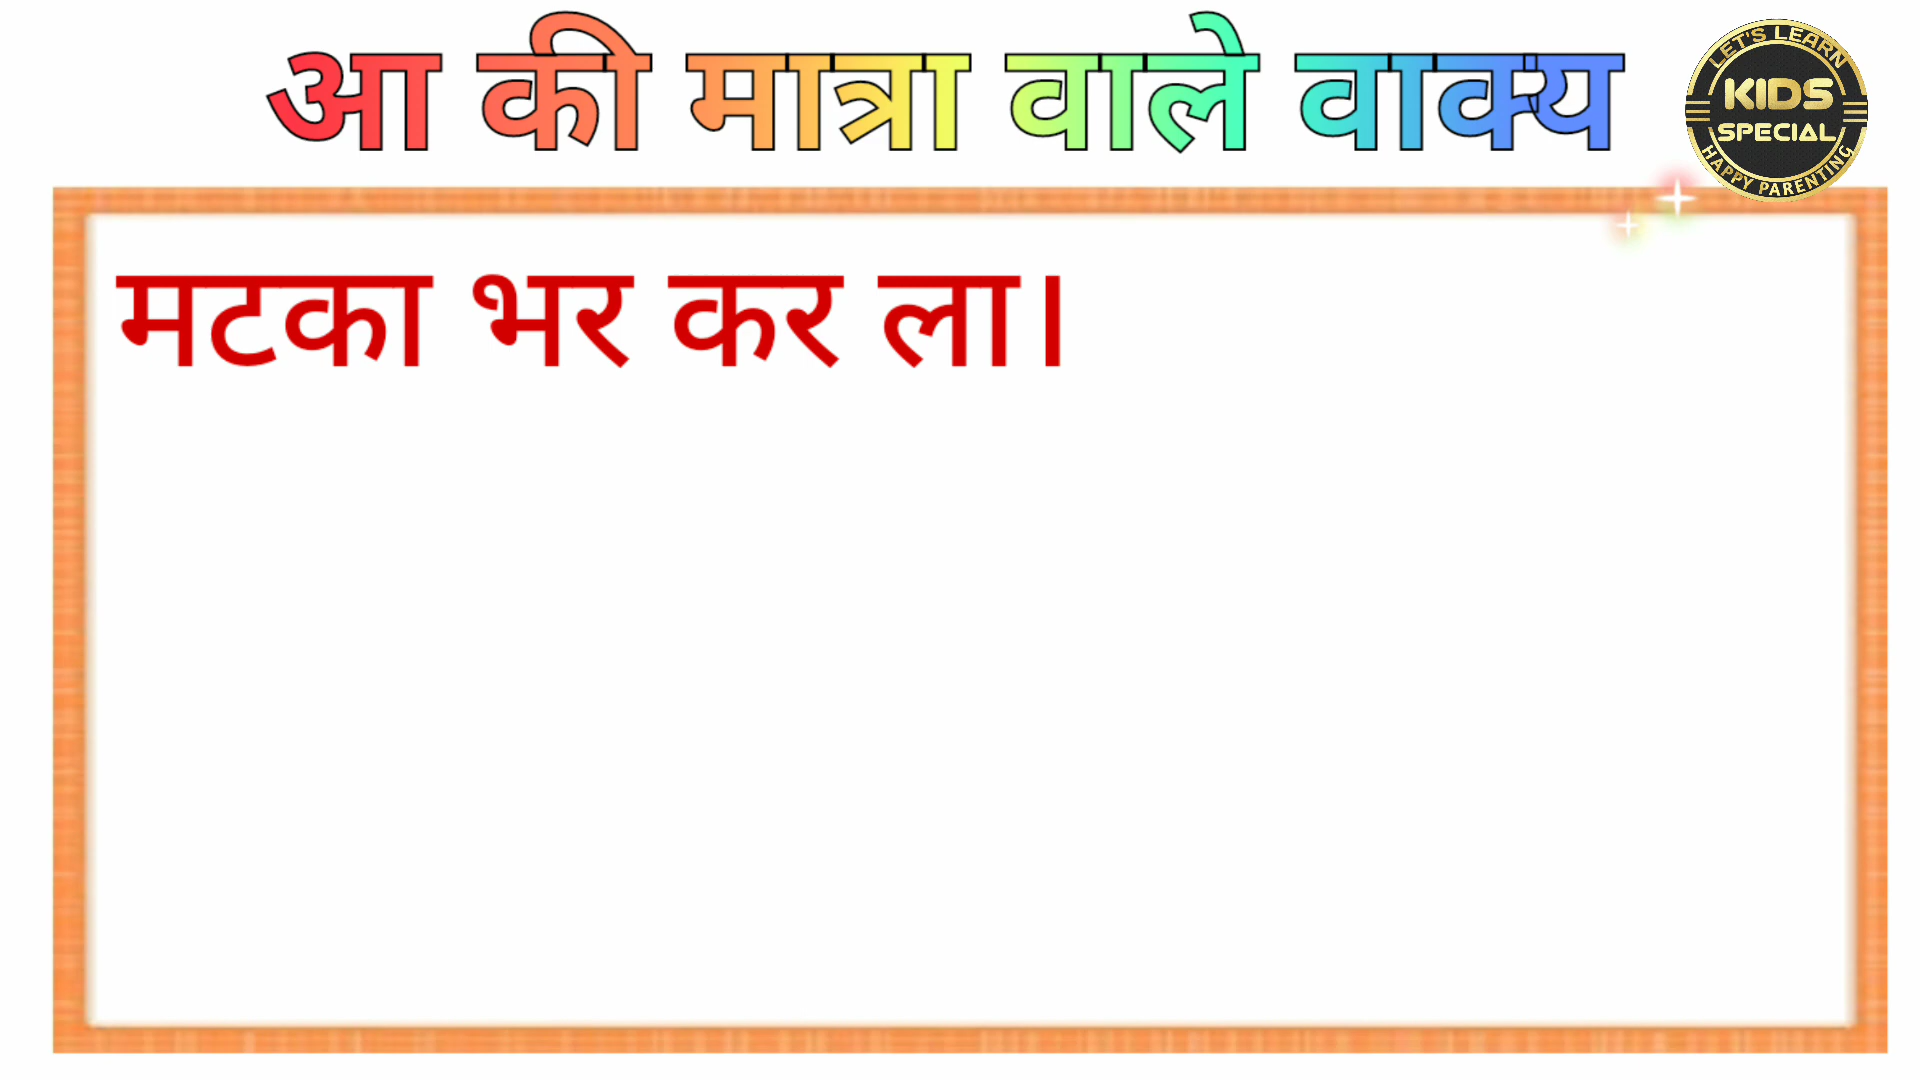 आ की मात्रा वाले वाक्य
LET'S LEARN
KIDS
SPECIAL
HAPPY PARENTING
मटका भर कर ला।